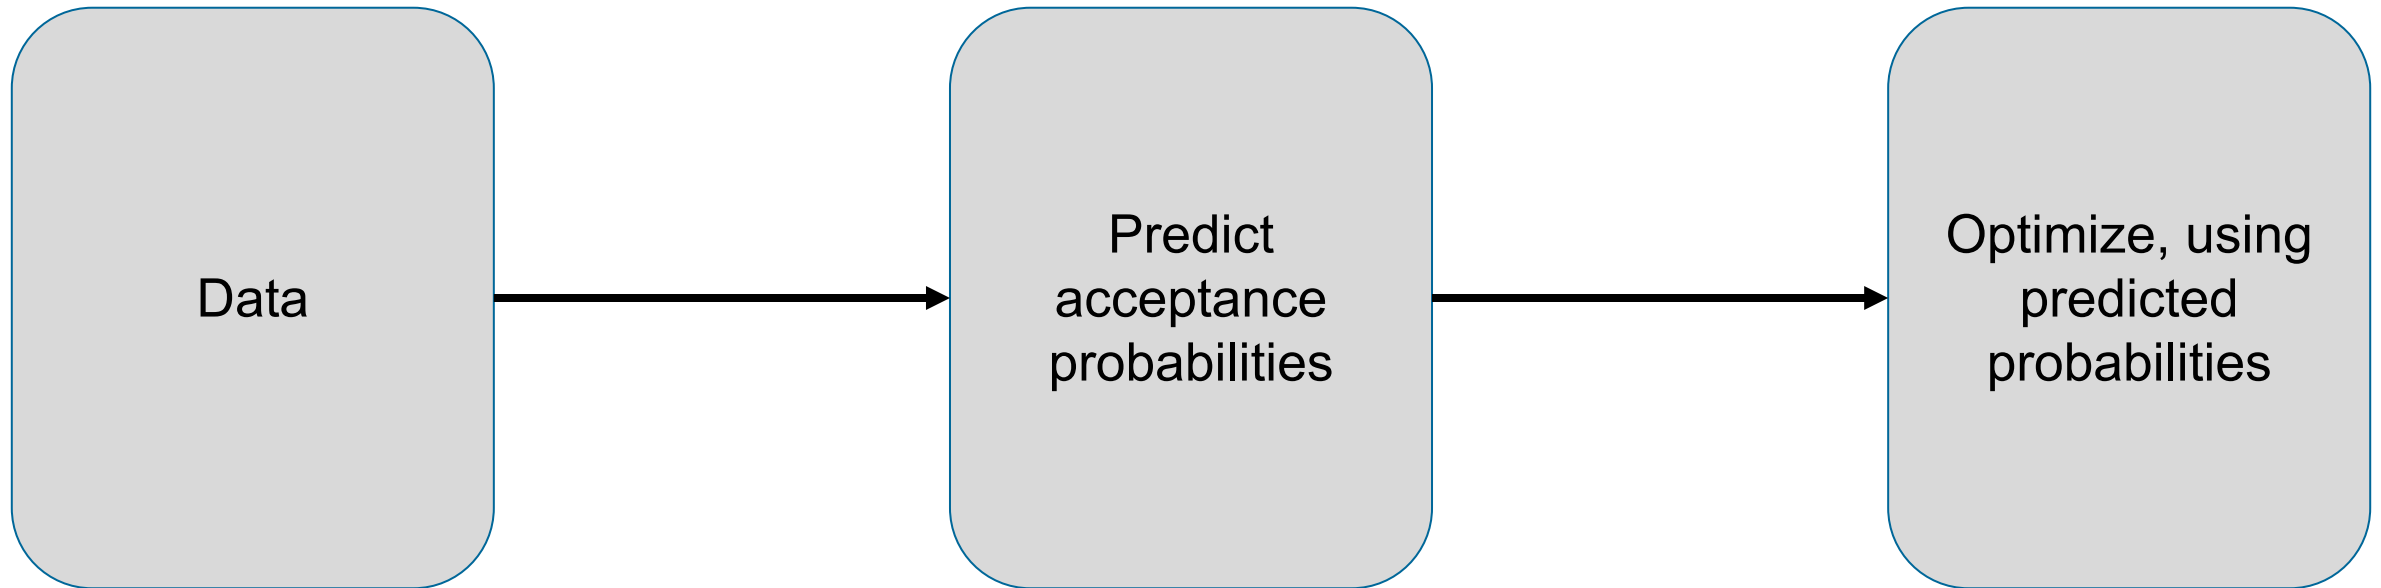 Data
Predict
acceptance
probabilities
Optimize, using
predicted
probabilities